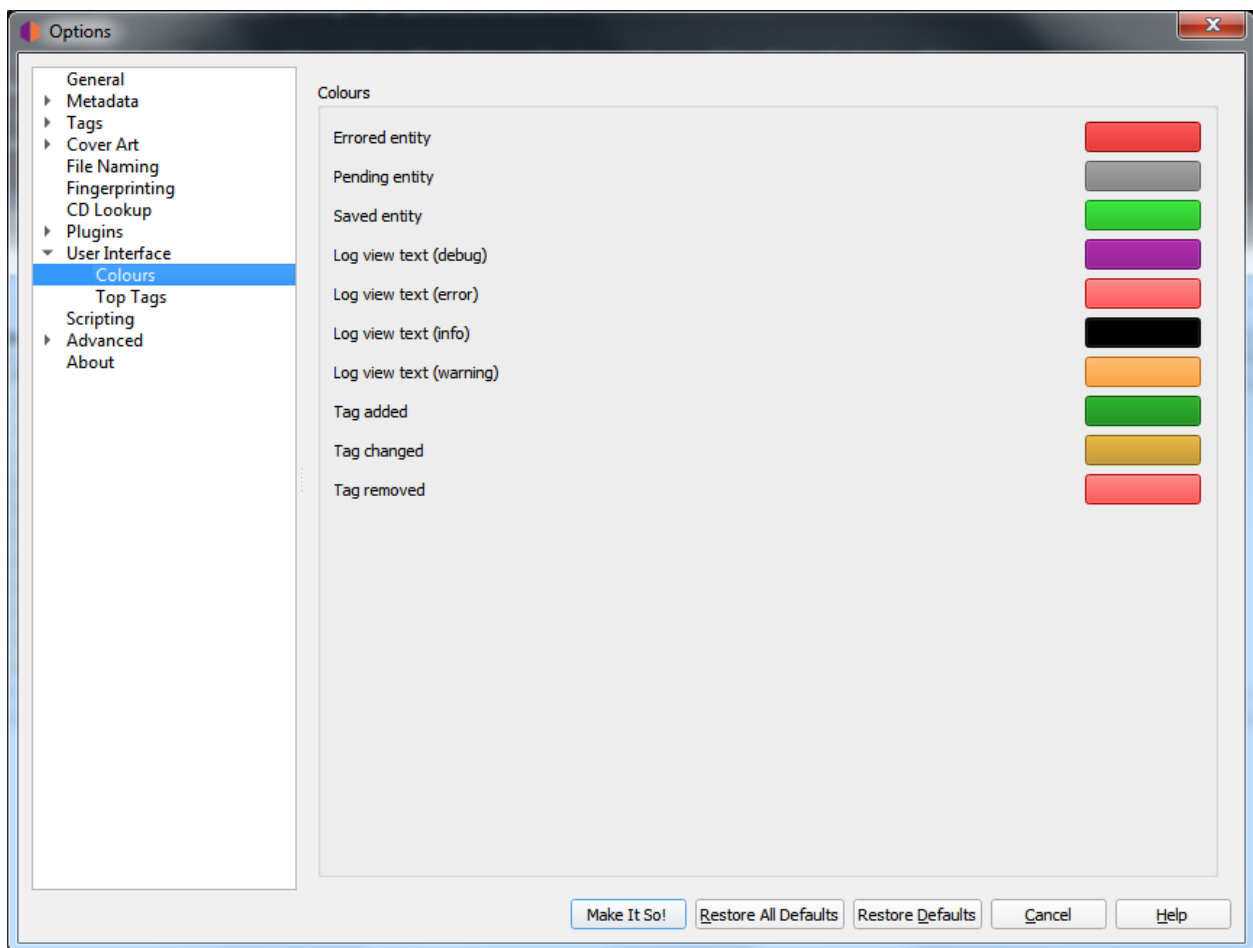 Options
General
Metadata
Tags
Cover Art
File Naming
Fingerprinting
CD Lookup
Plugins
User Interface
Colours
Top Tags
Scripting
Advanced
About
Colours
Errored entity
Pending entity
Saved entity
Log view text (debug)
Log view text (error)
Log view text (info)
Log view text (warning)
Tag added
Tag changed
Tag removed
Make It So! Restore All Defaults Restore Defaults Cancel Help